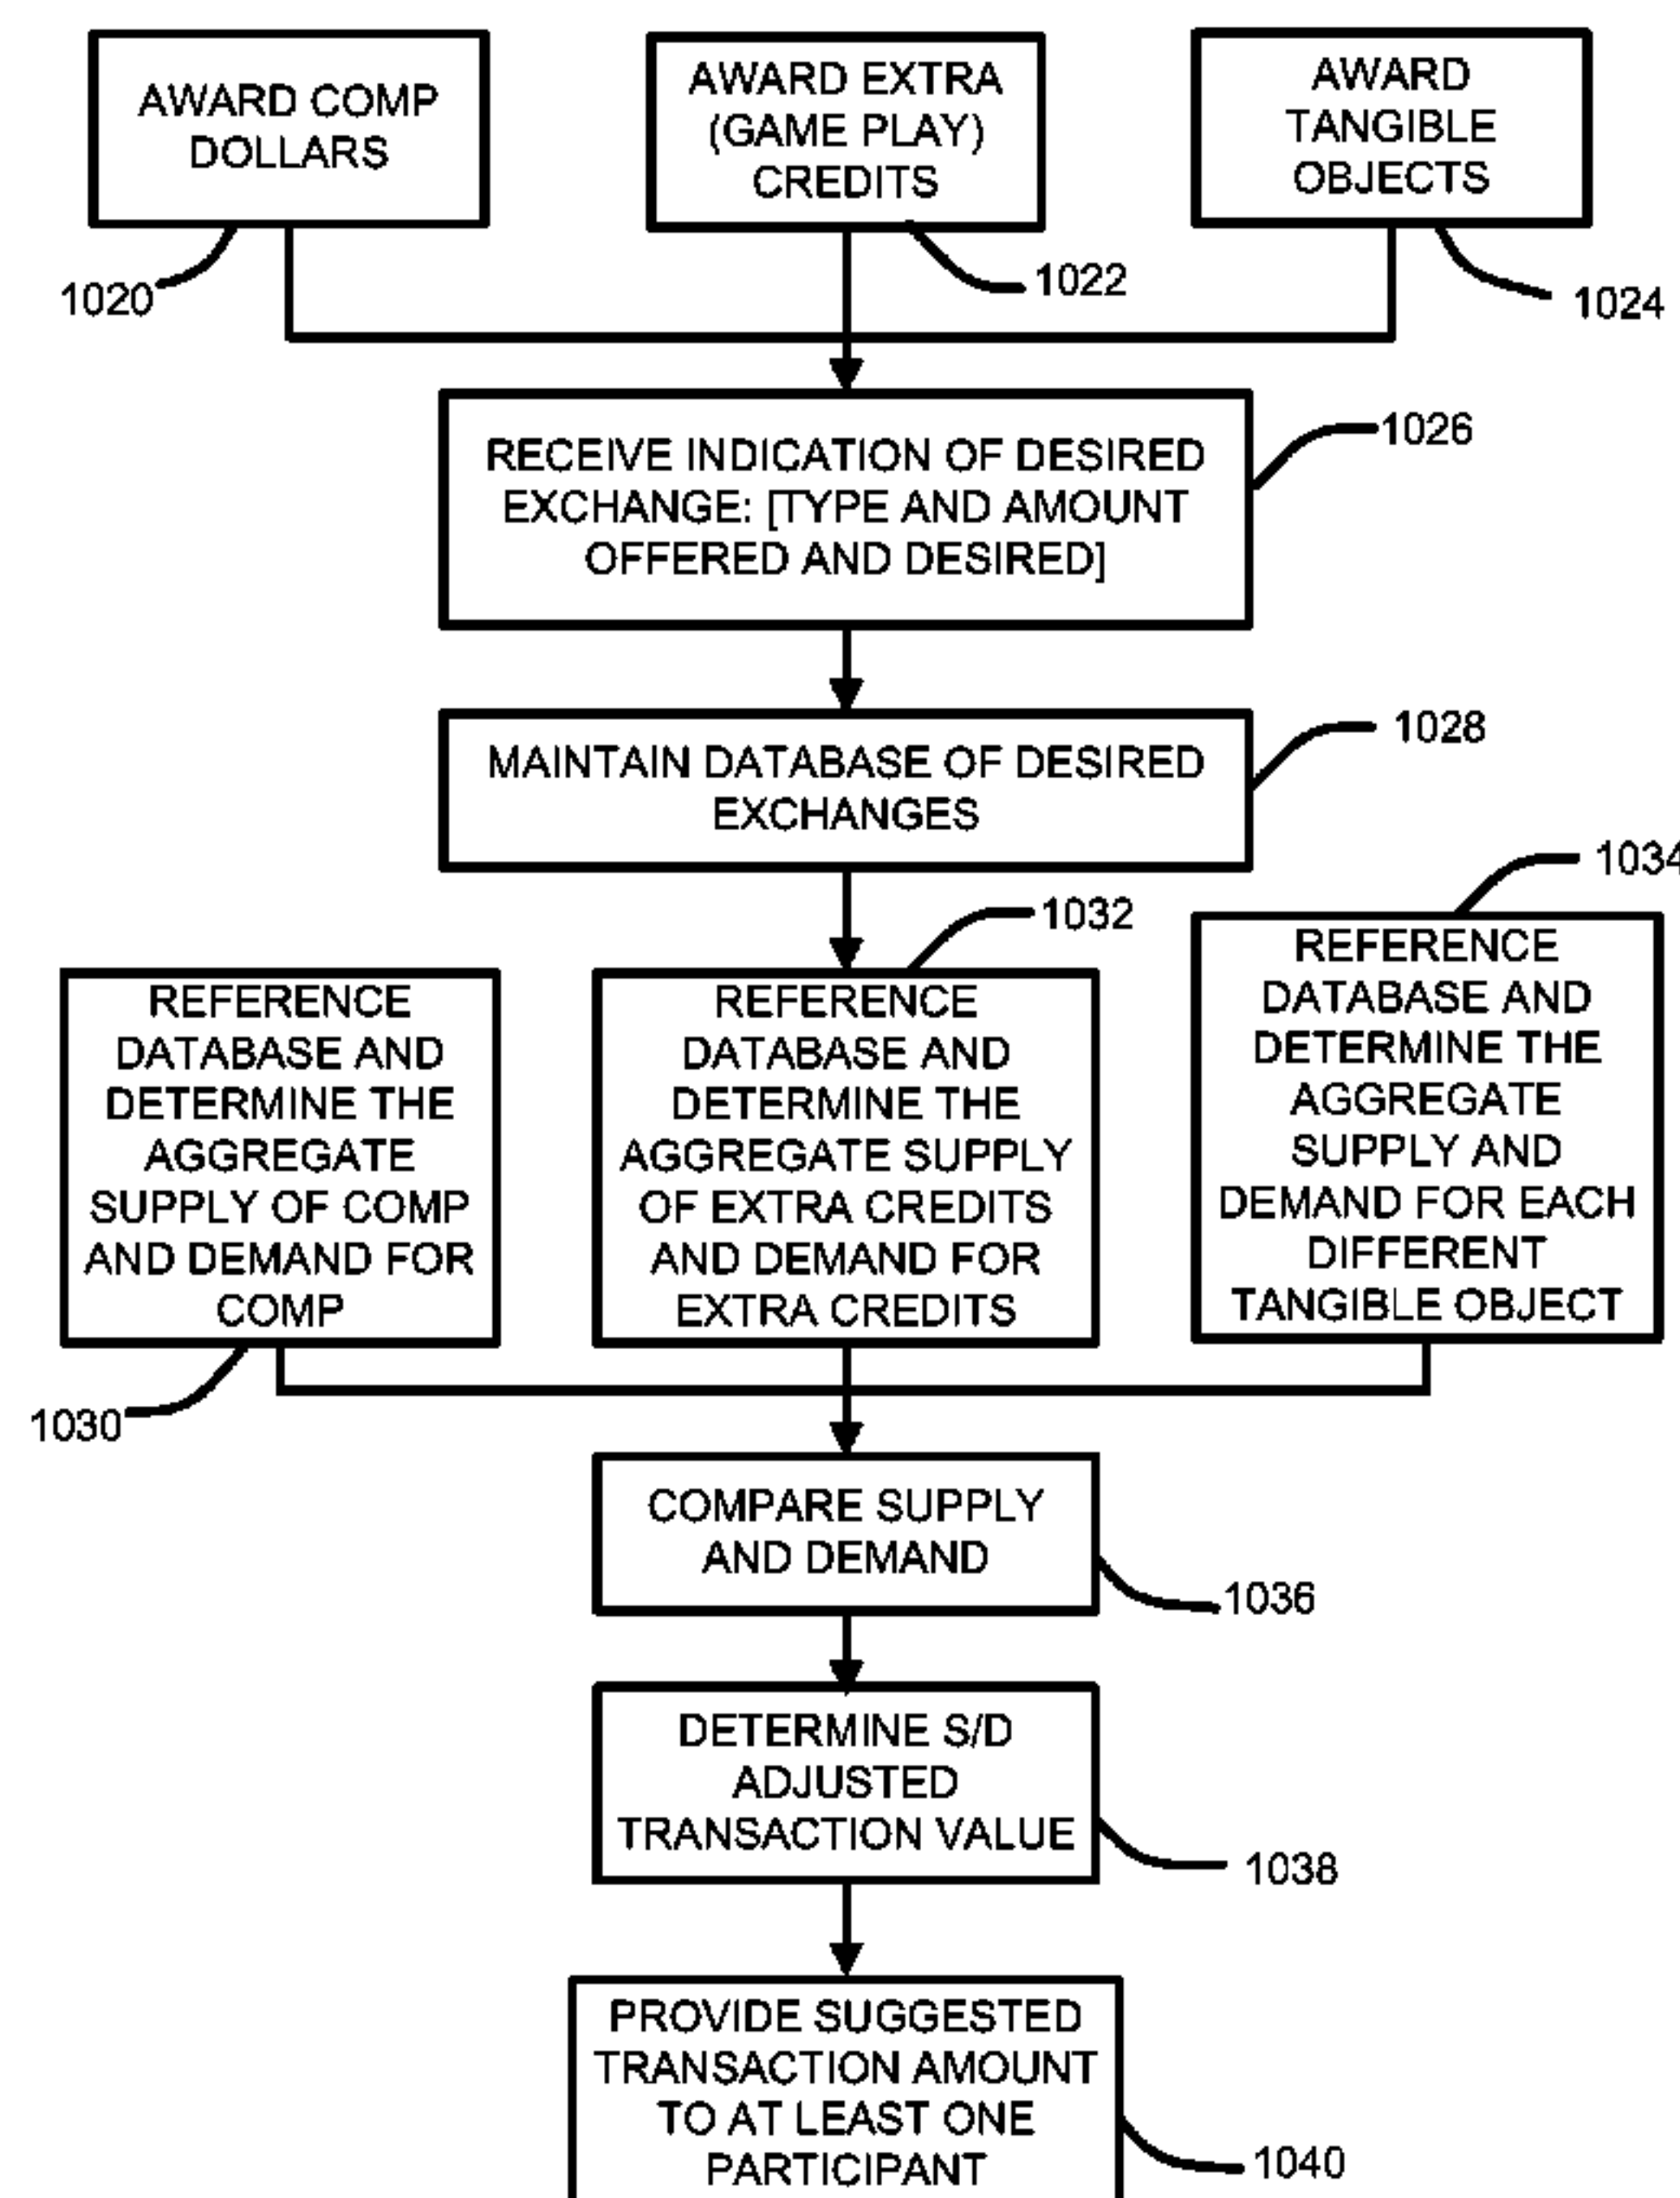 AWARD COMP
DOLLARS
AWARD EXTRA
(GAME PLAY)
CREDITS
AWARD
TANGIBLE
OBJECTS
1020
1022
1024
RECEIVE INDICATION OF DESIRED
EXCHANGE: [TYPE AND AMOUNT
OFFERED AND DESIRED]
1026
MAINTAIN DATABASE OF DESIRED
EXCHANGES
1028
1032
1034
REFERENCE
DATABASE AND
DETERMINE THE
AGGREGATE
SUPPLY OF COMP
AND DEMAND FOR
COMP
REFERENCE
DATABASE AND
DETERMINE THE
AGGREGATE SUPPLY
OF EXTRA CREDITS
AND DEMAND FOR
EXTRA CREDITS
REFERENCE
DATABASE AND
DETERMINE THE
AGGREGATE
SUPPLY AND
DEMAND FOR EACH
DIFFERENT
TANGIBLE OBJECT
1030
COMPARE SUPPLY
AND DEMAND
1036
DETERMINE S/D
ADJUSTED
TRANSACTION VALUE
1038
PROVIDE SUGGESTED
TRANSACTION AMOUNT
TO AT LEAST ONE
PARTICIPANT
1040